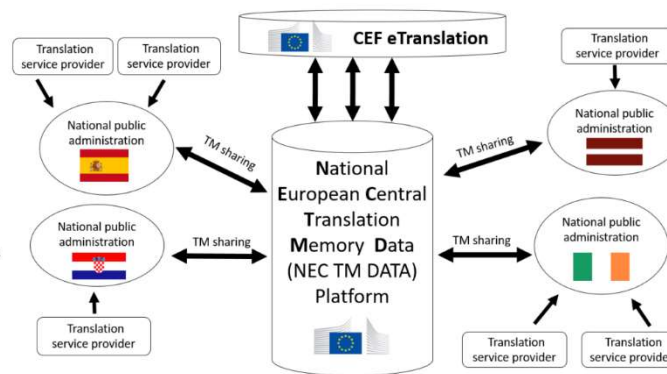 CEF eTranslation
Translation
service provider
Translation
service provider
National public
administration
TM sharing
National public
administration
TM sharing
Translation
service provider
National
European Central
Translation
Memory Data
(NEC TM DATA)
Platform
Translation
service provider
National public
administration
TM sharing
National public
administration
TM sharing
Translation
service provider
Translation
service provider